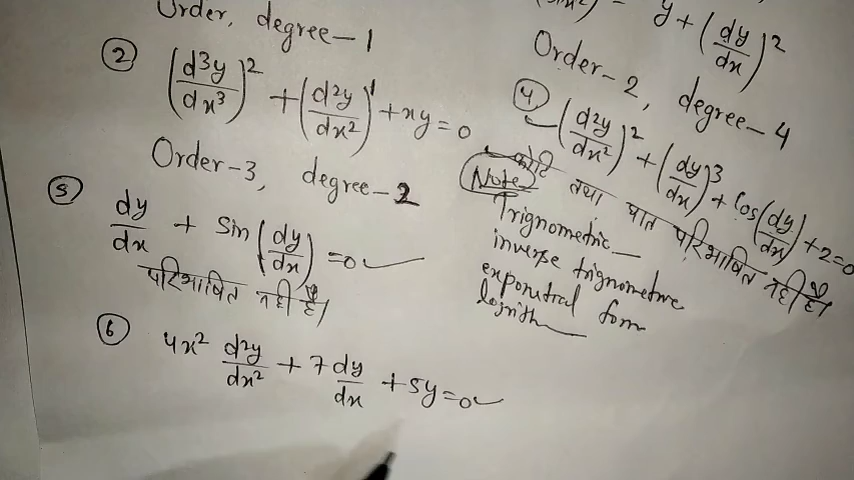 Order, degree-1
② (d³y/dx³)² + (d²y/dx²)¹ + xy = 0
Order-3, degree-2
5 dy/dx + Sin (dy/dx) = 0
परिभाषित नहीं है।
⑥ 4x² d²y/dx² + 7 dy/dx + 5y = 0
y + (dy/dx)²
Order-2, degree-4
④ (d²y/dx²)² + (dy/dx)³ + Cos(dy/dx) + 2 = 0
कोटि तथा घात परिभाषित नहीं है।
Note
Trignometric
inverse trignometric
form